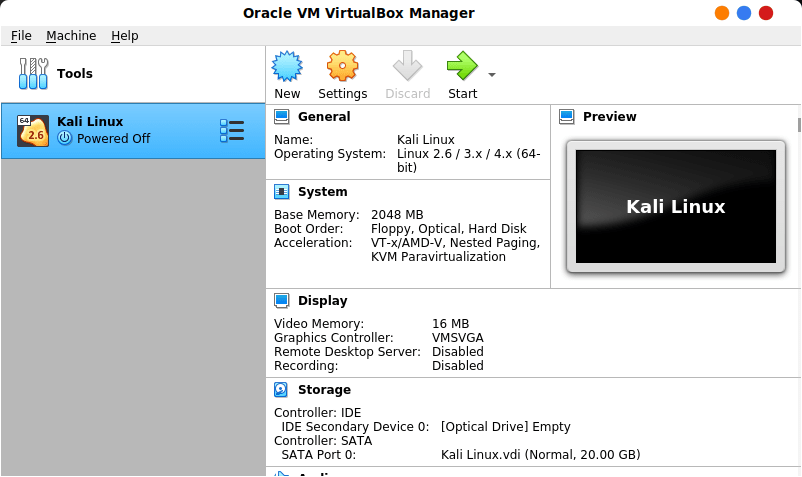 Oracle VM VirtualBox Manager
File Machine Help
Tools
New Settings Discard Start
64
2.6
Kali Linux
Powered Off
General
Name: Kali Linux
Operating System: Linux 2.6 / 3.x / 4.x (64-
bit)
System
Base Memory: 2048 MB
Boot Order: Floppy, Optical, Hard Disk
Acceleration: VT-x/AMD-V, Nested Paging,
KVM Paravirtualization
Preview
Kali Linux
Display
Video Memory: 16 MB
Graphics Controller: VMSVGA
Remote Desktop Server: Disabled
Recording: Disabled
Storage
Controller: IDE
IDE Secondary Device 0: [Optical Drive] Empty
Controller: SATA
SATA Port 0: Kali Linux.vdi (Normal, 20.00 GB)